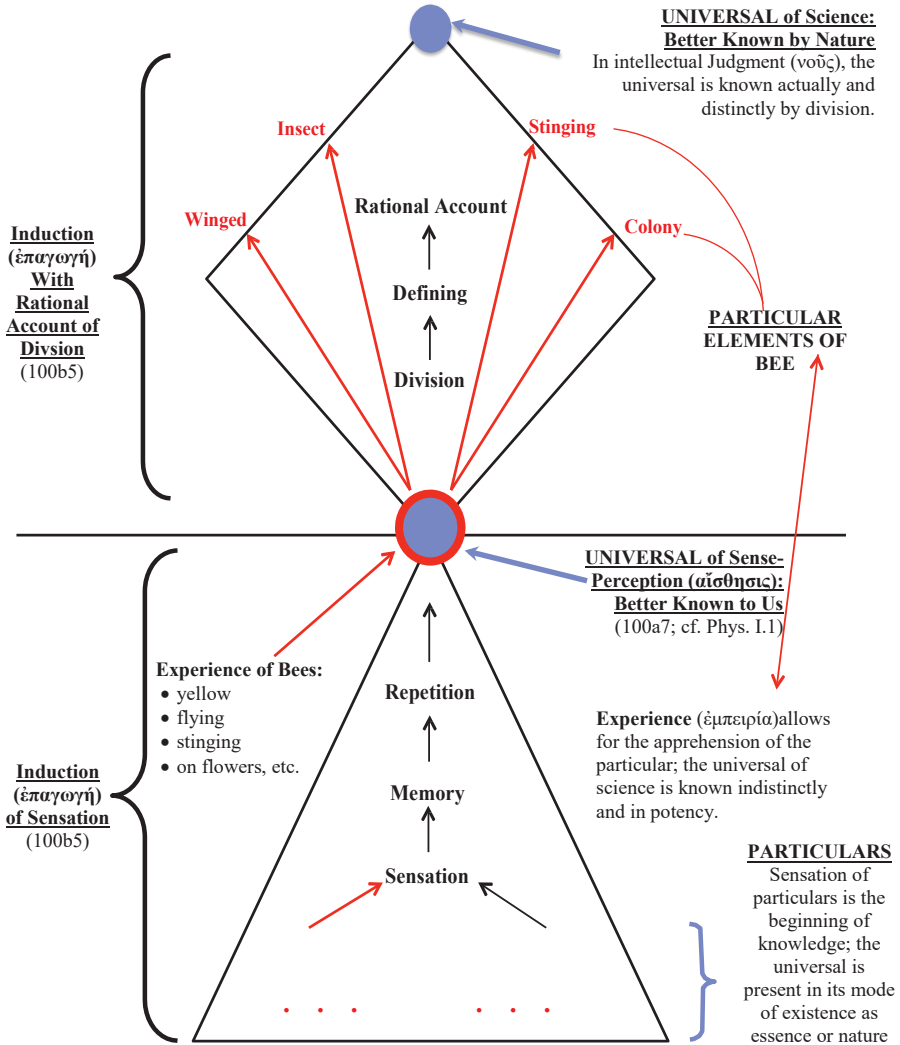 UNIVERSAL of Science:
Better Known by Nature
In intellectual Judgment (νοῦς), the
universal is known actually and
distinctly by division.
Insect
Stinging
Winged
Rational Account
Colony
Induction
(ἐπαγωγή)
With
Rational
Account of
Divsion
(100b5)
Defining
Division
PARTICULAR
ELEMENTS OF
BEE
UNIVERSAL of Sense-
Perception (αἴσθησις):
Better Known to Us
(100a7; cf. Phys. I.1)
Experience of Bees:
• yellow
• flying
• stinging
• on flowers, etc.
Repetition
Memory
Sensation
Induction
(ἐπαγωγή)
of Sensation
(100b5)
Experience (ἐμπειρία)allows
for the apprehension of the
particular; the universal of
science is known indistinctly
and in potency.
PARTICULARS
Sensation of
particulars is the
beginning of
knowledge; the
universal is
present in its mode
of existence as
essence or nature